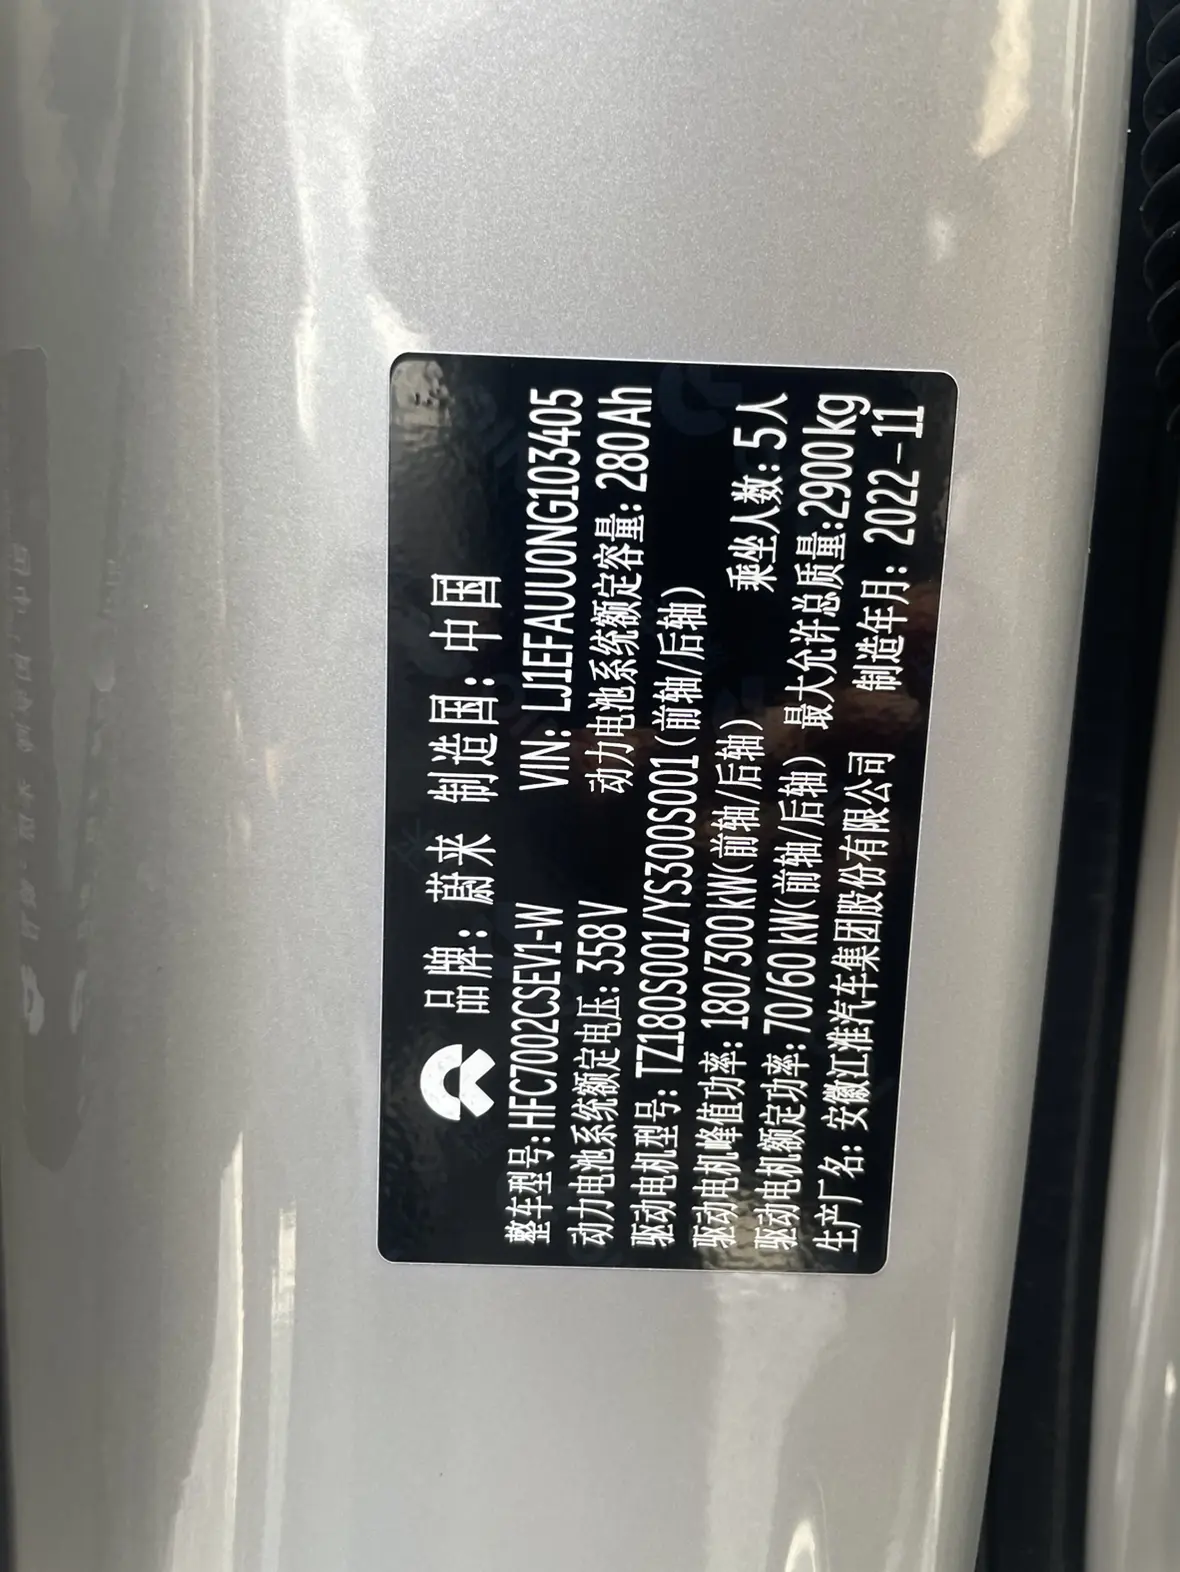 品牌：蔚来 制造国：中国
整车型号：HFC7002CSEV1-W VIN：LJ1EFAUU0NG103405
动力电池系统额定电压：358V 动力电池系统额定容量：280Ah
驱动电机型号：TZ180S001/YS300S001（前轴/后轴）
驱动电机峰值功率：180/300kW（前轴/后轴） 乘坐人数：5人
驱动电机额定功率：70/60kW（前轴/后轴） 最大允许总质量：2900kg
生产厂名：安徽江淮汽车集团股份有限公司 制造年月：2022-11